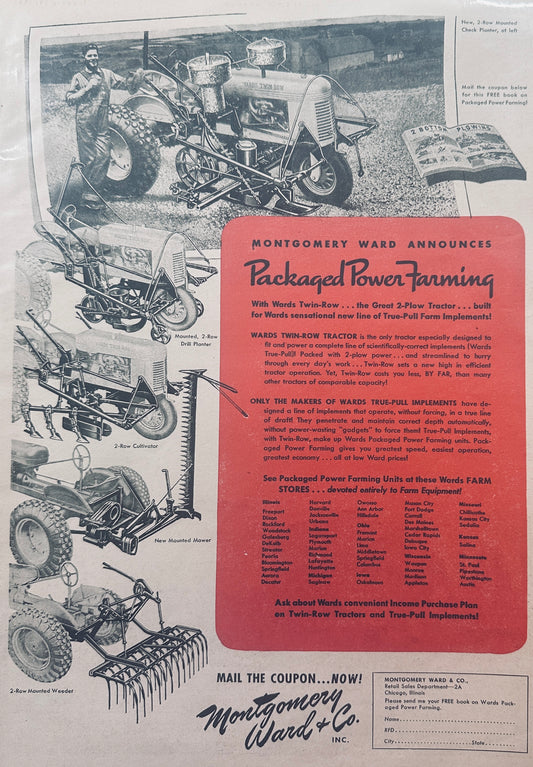 New, 2-Row Mounted
Check Planter, at left
WARDS TWIN-ROW
Mail the coupon below
for this FREE book on
Packaged Power Farming!
2 BOTTOM PLOWING
Mounted, 2-Row
Drill Planter
2-Row Cultivator
New Mounted Mower
2-Row Mounted Weeder
MONTGOMERY WARD ANNOUNCES
Packaged Power Farming
With Wards Twin-Row . . . the Great 2-Plow Tractor . . . built
for Wards sensational new line of True-Pull Farm Implements!
WARDS TWIN-ROW TRACTOR is the only tractor especially designed to
fit and power a complete line of scientifically-correct implements (Wards
True-Pull)! Packed with 2-plow power . . . and streamlined to hurry
through every day's work . . . Twin-Row sets a new high in efficient
tractor operation. Yet, Twin-Row costs you less, BY FAR, than many
other tractors of comparable capacity!
ONLY THE MAKERS OF WARDS TRUE-PULL IMPLEMENTS have de-
signed a line of implements that operate, without forcing, in a true line
of draft! They penetrate and maintain correct depth automatically,
without power-wasting "gadgets" to force them! True-Pull Implements,
with Twin-Row, make up Wards Packaged Power Farming units. Pack-
aged Power Farming gives you greatest speed, easiest operation,
greatest economy . . . all at low Ward prices!
See Packaged Power Farming Units at these Wards FARM
STORES . . . devoted entirely to Farm Equipment!
Illinois
Freeport
Dixon
Rockford
Woodstock
Galesburg
DeKalb
Streator
Peoria
Bloomington
Springfield
Aurora
Decatur
Harvard
Danville
Jacksonville
Urbana
Indiana
Logansport
Plymouth
Marion
Richmond
Lafayette
Huntington
Michigan
Saginaw
Owosso
Ann Arbor
Hillsdale
Ohio
Fremont
Marion
Lima
Middletown
Springfield
Columbus
Iowa
Oskaloosa
Mason City
Fort Dodge
Carroll
Des Moines
Marshalltown
Cedar Rapids
Dubuque
Iowa City
Wisconsin
Waupun
Monroe
Madison
Appleton
Missouri
Chillicothe
Kansas City
Sedalia
Kansas
Salina
Minnesota
St. Paul
Pipestone
Worthington
Austin
Ask about Wards convenient Income Purchase Plan
on Twin-Row Tractors and True-Pull Implements!
MAIL THE COUPON...NOW!
Montgomery
Ward & Co.
INC.
MONTGOMERY WARD & CO.,
Retail Sales Department—2A
Chicago, Illinois
Please send me your FREE book on Wards Pack-
aged Power Farming.
Name
RFD
City State